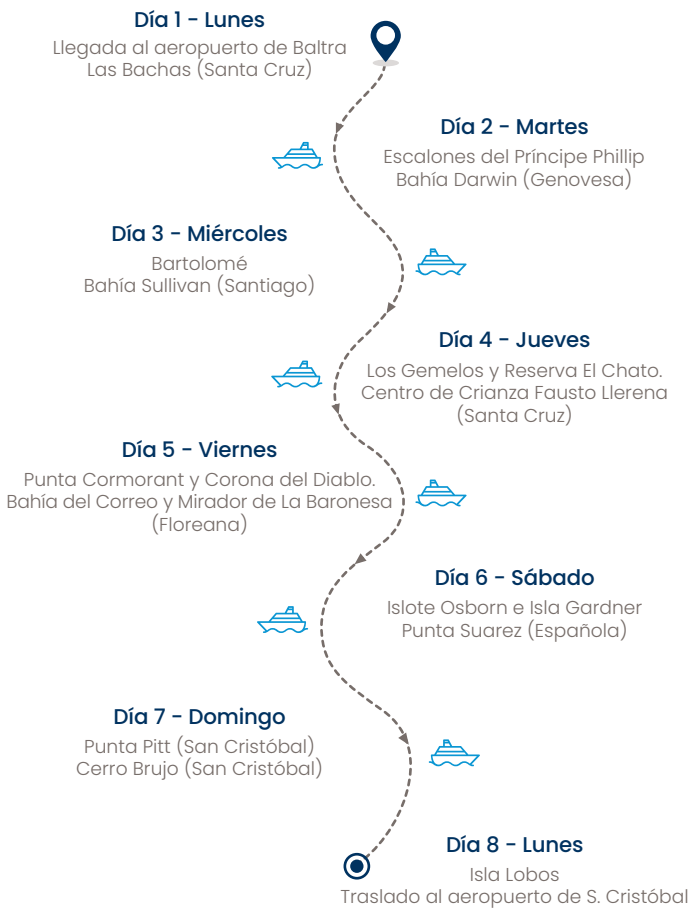 Día 1 - Lunes
Llegada al aeropuerto de Baltra
Las Bachas (Santa Cruz)
Día 2 - Martes
Escalones del Príncipe Phillip
Bahía Darwin (Genovesa)
Día 3 - Miércoles
Bartolomé
Bahía Sullivan (Santiago)
Día 4 - Jueves
Los Gemelos y Reserva El Chato.
Centro de Crianza Fausto Llerena
(Santa Cruz)
Día 5 - Viernes
Punta Cormorant y Corona del Diablo.
Bahía del Correo y Mirador de La Baronesa
(Floreana)
Día 6 - Sábado
Islote Osborn e Isla Gardner
Punta Suarez (Española)
Día 7 - Domingo
Punta Pitt (San Cristóbal)
Cerro Brujo (San Cristóbal)
Día 8 - Lunes
Isla Lobos
Traslado al aeropuerto de S. Cristóbal